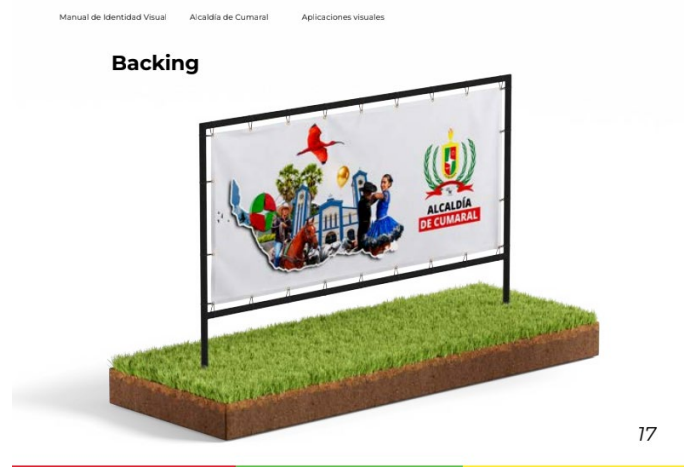 Manual de Identidad Visual Alcaldía de Cumaral Aplicaciones visuales
Backing
ALCALDÍA
DE CUMARAL
17